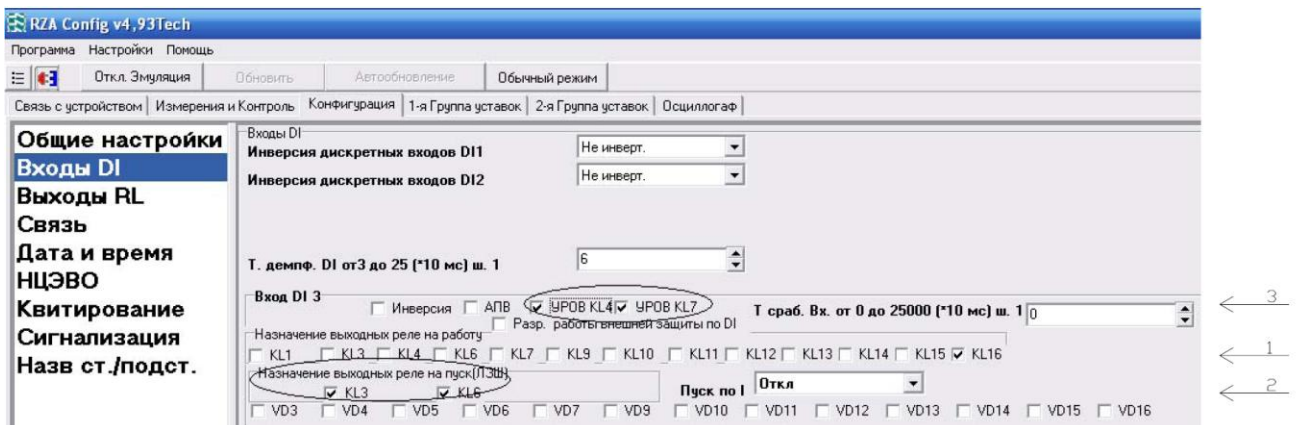 RZA Config v4,93Tech
Программа Настройки Помощь
Откл. Эмуляция Обновить Автообновление Обычный режим
Связь с устройством Измерения и Контроль Конфигурация 1-я Группа уставок 2-я Группа уставок Осциллогаф
Общие настройки
Входы DI
Выходы RL
Связь
Дата и время
НЦЭВО
Квитирование
Сигнализация
Назв ст./подст.
Входы DI
Инверсия дискретных входов DI1 Не инверт.
Инверсия дискретных входов DI2 Не инверт.
Т. демпф. DI от3 до 25 (*10 мс) ш. 1 6
Вход DI 3
Инверсия АПВ УРОВ KL4 УРОВ KL7 Т сраб. Вх. от 0 до 25000 (*10 мс) ш. 1 0 3
Разр. работы внешней защиты по DI
Назначение выходных реле на работу
KL1 KL3 KL4 KL6 KL7 KL9 KL10 KL11 KL12 KL13 KL14 KL15 KL16 1
Назначение выходных реле на пуск(ЛЗШ)
KL3 KL6 Пуск по I Откл 2
VD3 VD4 VD5 VD6 VD7 VD9 VD10 VD11 VD12 VD13 VD14 VD15 VD16